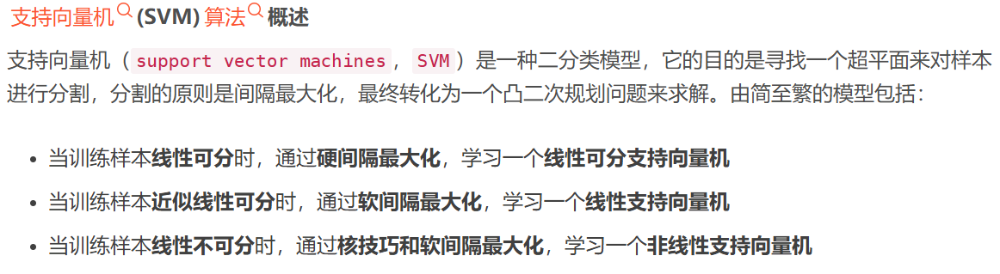 支持向量机 (SVM) 算法 概述
支持向量机（support vector machines，SVM）是一种二分类模型，它的目的是寻找一个超平面来对样本
进行分割，分割的原则是间隔最大化，最终转化为一个凸二次规划问题来求解。由简至繁的模型包括：
• 当训练样本线性可分时，通过硬间隔最大化，学习一个线性可分支持向量机
• 当训练样本近似线性可分时，通过软间隔最大化，学习一个线性支持向量机
• 当训练样本线性不可分时，通过核技巧和软间隔最大化，学习一个非线性支持向量机